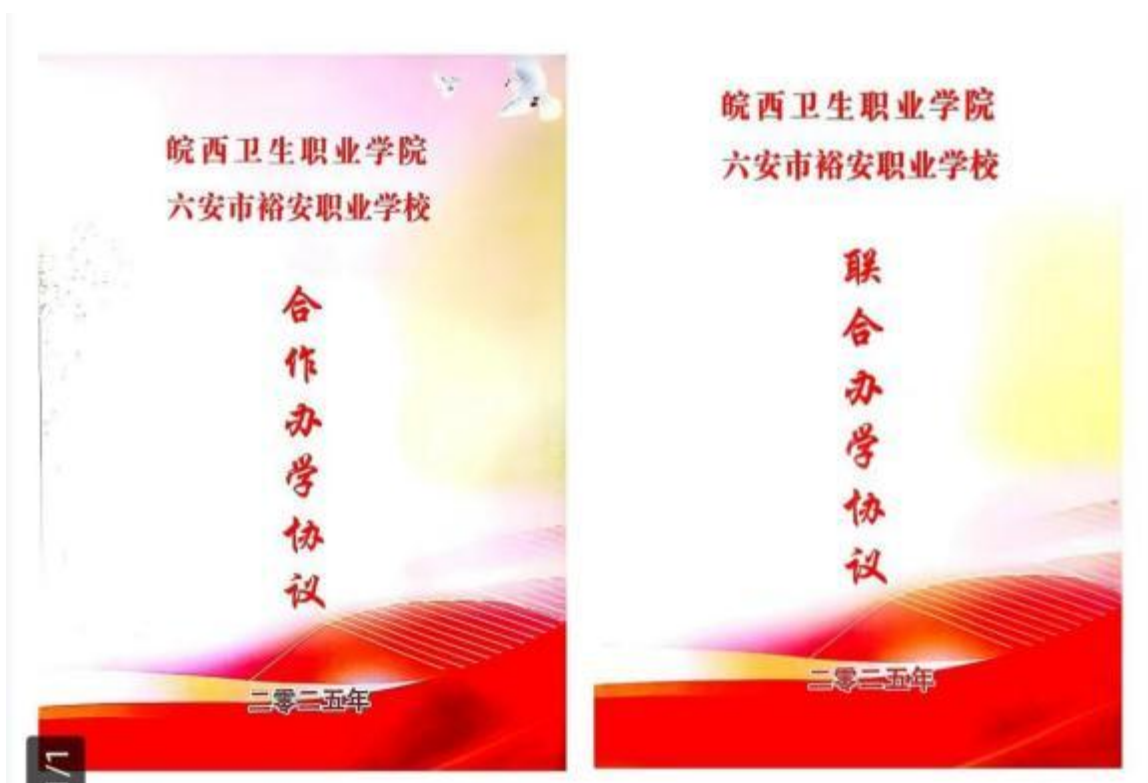 皖西卫生职业学院
六安市裕安职业学校
合作办学协议
二零二五年
皖西卫生职业学院
六安市裕安职业学校
联合办学协议
二零二五年